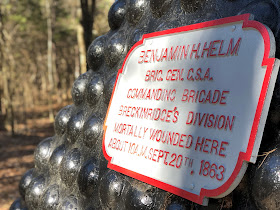 BENJAMIN H. HELM
BRIG. GEN. C.S.A.
COMMANDING BRIGADE
BRECKINRIDGE'S DIVISION
MORTALLY WOUNDED HERE
ABOUT 10 A.M. SEPT. 20TH, 1863